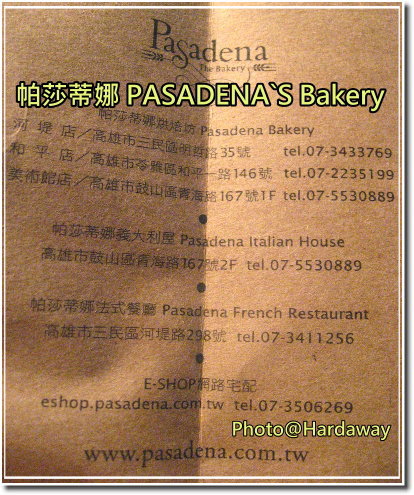 Pasadena
The Bakery
帕莎蒂娜 PASADENA`S Bakery
帕莎蒂娜烘焙坊 Pasadena Bakery
河 堤 店／高雄市三民區明哲路35號 tel.07-3433769
和 平 店／高雄市苓雅區和平一路146號 tel.07-2235199
美術館店／高雄市鼓山區青海路167號1F tel.07-5530889
帕莎蒂娜義大利屋 Pasadena Italian House
高雄市鼓山區青海路167號2F tel.07-5530889
帕莎蒂娜法式餐廳 Pasadena French Restaurant
高雄市三民區河堤路298號 tel.07-3411256
E-SHOP網路宅配
eshop.pasadena.com.tw tel.07-3506269
Photo@Hardaway
www.pasadena.com.tw